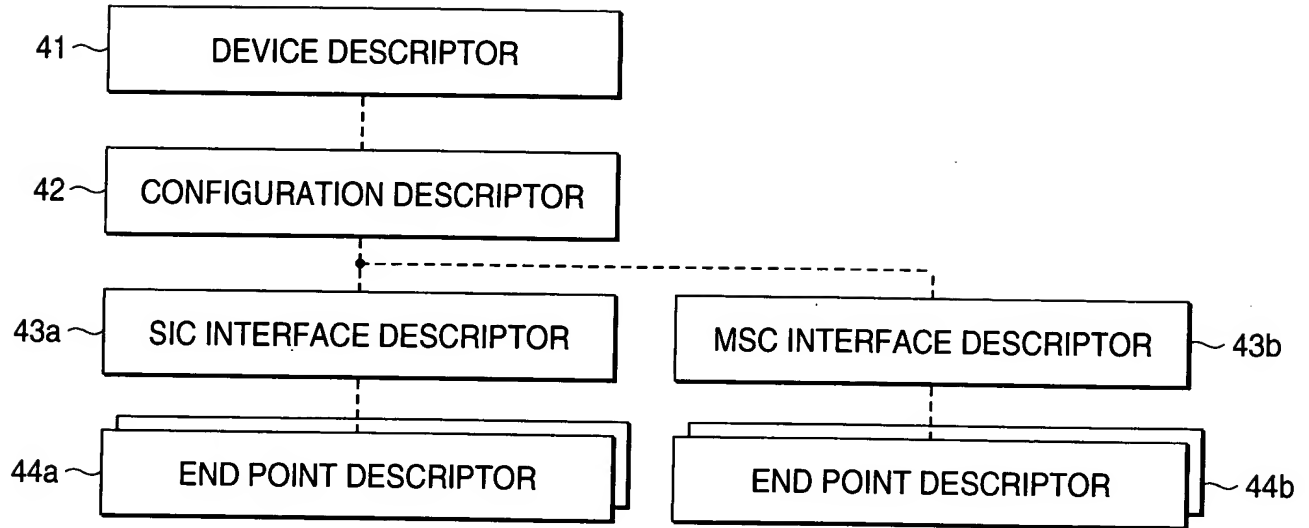 41
DEVICE DESCRIPTOR
42
CONFIGURATION DESCRIPTOR
43a
SIC INTERFACE DESCRIPTOR
MSC INTERFACE DESCRIPTOR
43b
44a
END POINT DESCRIPTOR
END POINT DESCRIPTOR
44b